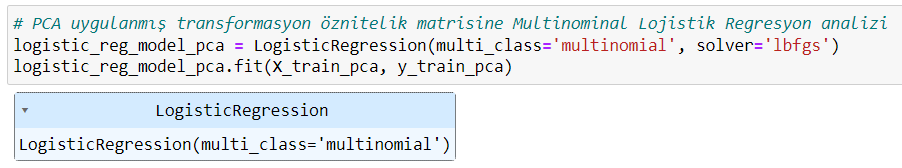 # PCA uygulanmış transformasyon öznitelik matrisine Multinominal Lojistik Regresyon analizi
logistic_reg_model_pca = LogisticRegression(multi_class='multinomial', solver='lbfgs')
logistic_reg_model_pca.fit(X_train_pca, y_train_pca)
LogisticRegression
LogisticRegression(multi_class='multinomial')